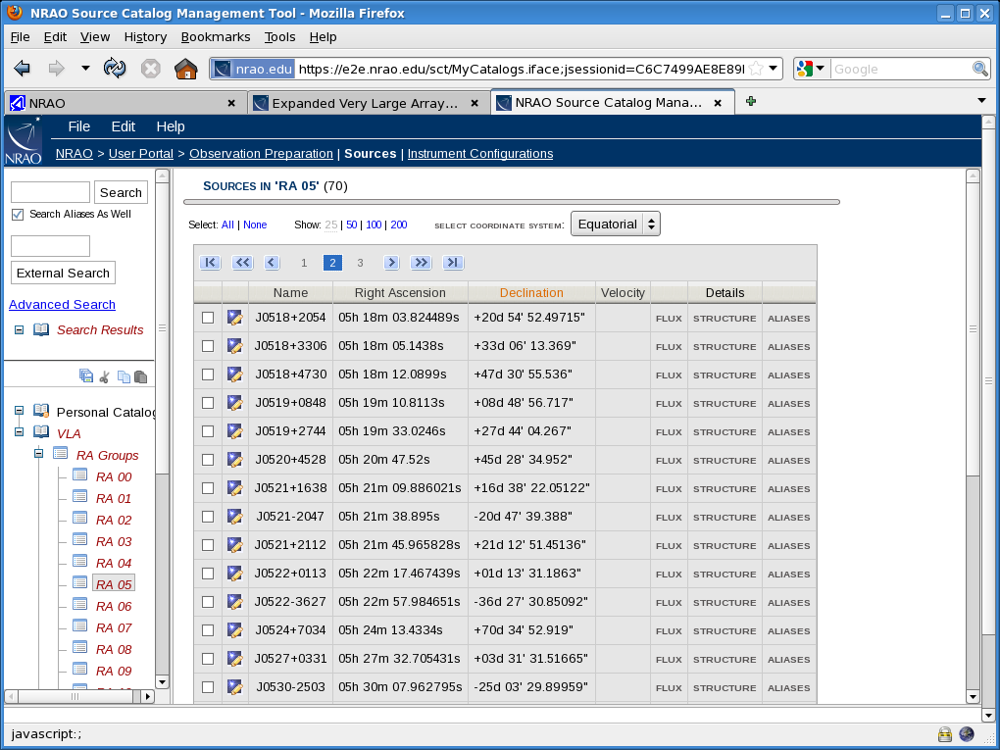 NRAO Source Catalog Management Tool - Mozilla Firefox
File Edit View History Bookmarks Tools Help
nrao.edu https://e2e.nrao.edu/sct/MyCatalogs.iface;jsessionid=C6C7499AE8E89I Google
NRAO Expanded Very Large Array... NRAO Source Catalog Mana...
File Edit Help
NRAO
NRAO > User Portal > Observation Preparation | Sources | Instrument Configurations
Search
Search Aliases As Well
External Search
Advanced Search
Search Results
Personal Catalog
VLA
RA Groups
RA 00
RA 01
RA 02
RA 03
RA 04
RA 05
RA 06
RA 07
RA 08
RA 09
SOURCES IN 'RA 05' (70)
Select: All | None Show: 25 | 50 | 100 | 200 SELECT COORDINATE SYSTEM: Equatorial
1 2 3
Name Right Ascension Declination Velocity Details
J0518+2054 05h 18m 03.824489s +20d 54' 52.49715" FLUX STRUCTURE ALIASES
J0518+3306 05h 18m 05.1438s +33d 06' 13.369" FLUX STRUCTURE ALIASES
J0518+4730 05h 18m 12.0899s +47d 30' 55.536" FLUX STRUCTURE ALIASES
J0519+0848 05h 19m 10.8113s +08d 48' 56.717" FLUX STRUCTURE ALIASES
J0519+2744 05h 19m 33.0246s +27d 44' 04.267" FLUX STRUCTURE ALIASES
J0520+4528 05h 20m 47.52s +45d 28' 34.952" FLUX STRUCTURE ALIASES
J0521+1638 05h 21m 09.886021s +16d 38' 22.05122" FLUX STRUCTURE ALIASES
J0521-2047 05h 21m 38.895s -20d 47' 39.388" FLUX STRUCTURE ALIASES
J0521+2112 05h 21m 45.965828s +21d 12' 51.45136" FLUX STRUCTURE ALIASES
J0522+0113 05h 22m 17.467439s +01d 13' 31.1863" FLUX STRUCTURE ALIASES
J0522-3627 05h 22m 57.984651s -36d 27' 30.85092" FLUX STRUCTURE ALIASES
J0524+7034 05h 24m 13.4334s +70d 34' 52.919" FLUX STRUCTURE ALIASES
J0527+0331 05h 27m 32.705431s +03d 31' 31.51665" FLUX STRUCTURE ALIASES
J0530-2503 05h 30m 07.962795s -25d 03' 29.89959" FLUX STRUCTURE ALIASES
javascript:;